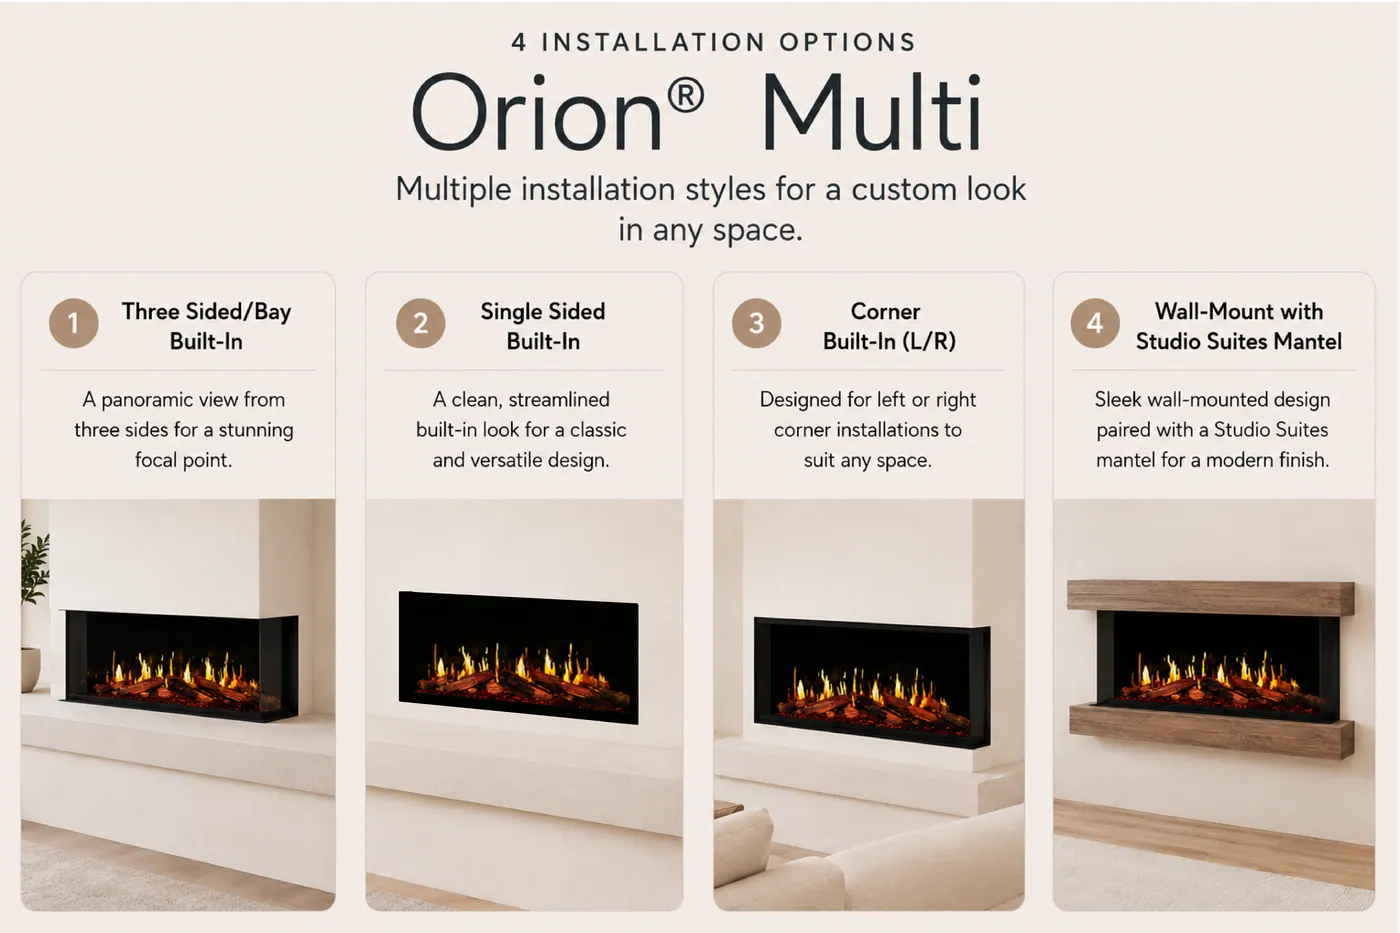 4 INSTALLATION OPTIONS
Orion® Multi
Multiple installation styles for a custom look
in any space.
1
Three Sided/Bay
Built-In
A panoramic view from
three sides for a stunning
focal point.
2
Single Sided
Built-In
A clean, streamlined
built-in look for a classic
and versatile design.
3
Corner
Built-In (L/R)
Designed for left or right
corner installations to
suit any space.
4
Wall-Mount with
Studio Suites Mantel
Sleek wall-mounted design
paired with a Studio Suites
mantel for a modern finish.